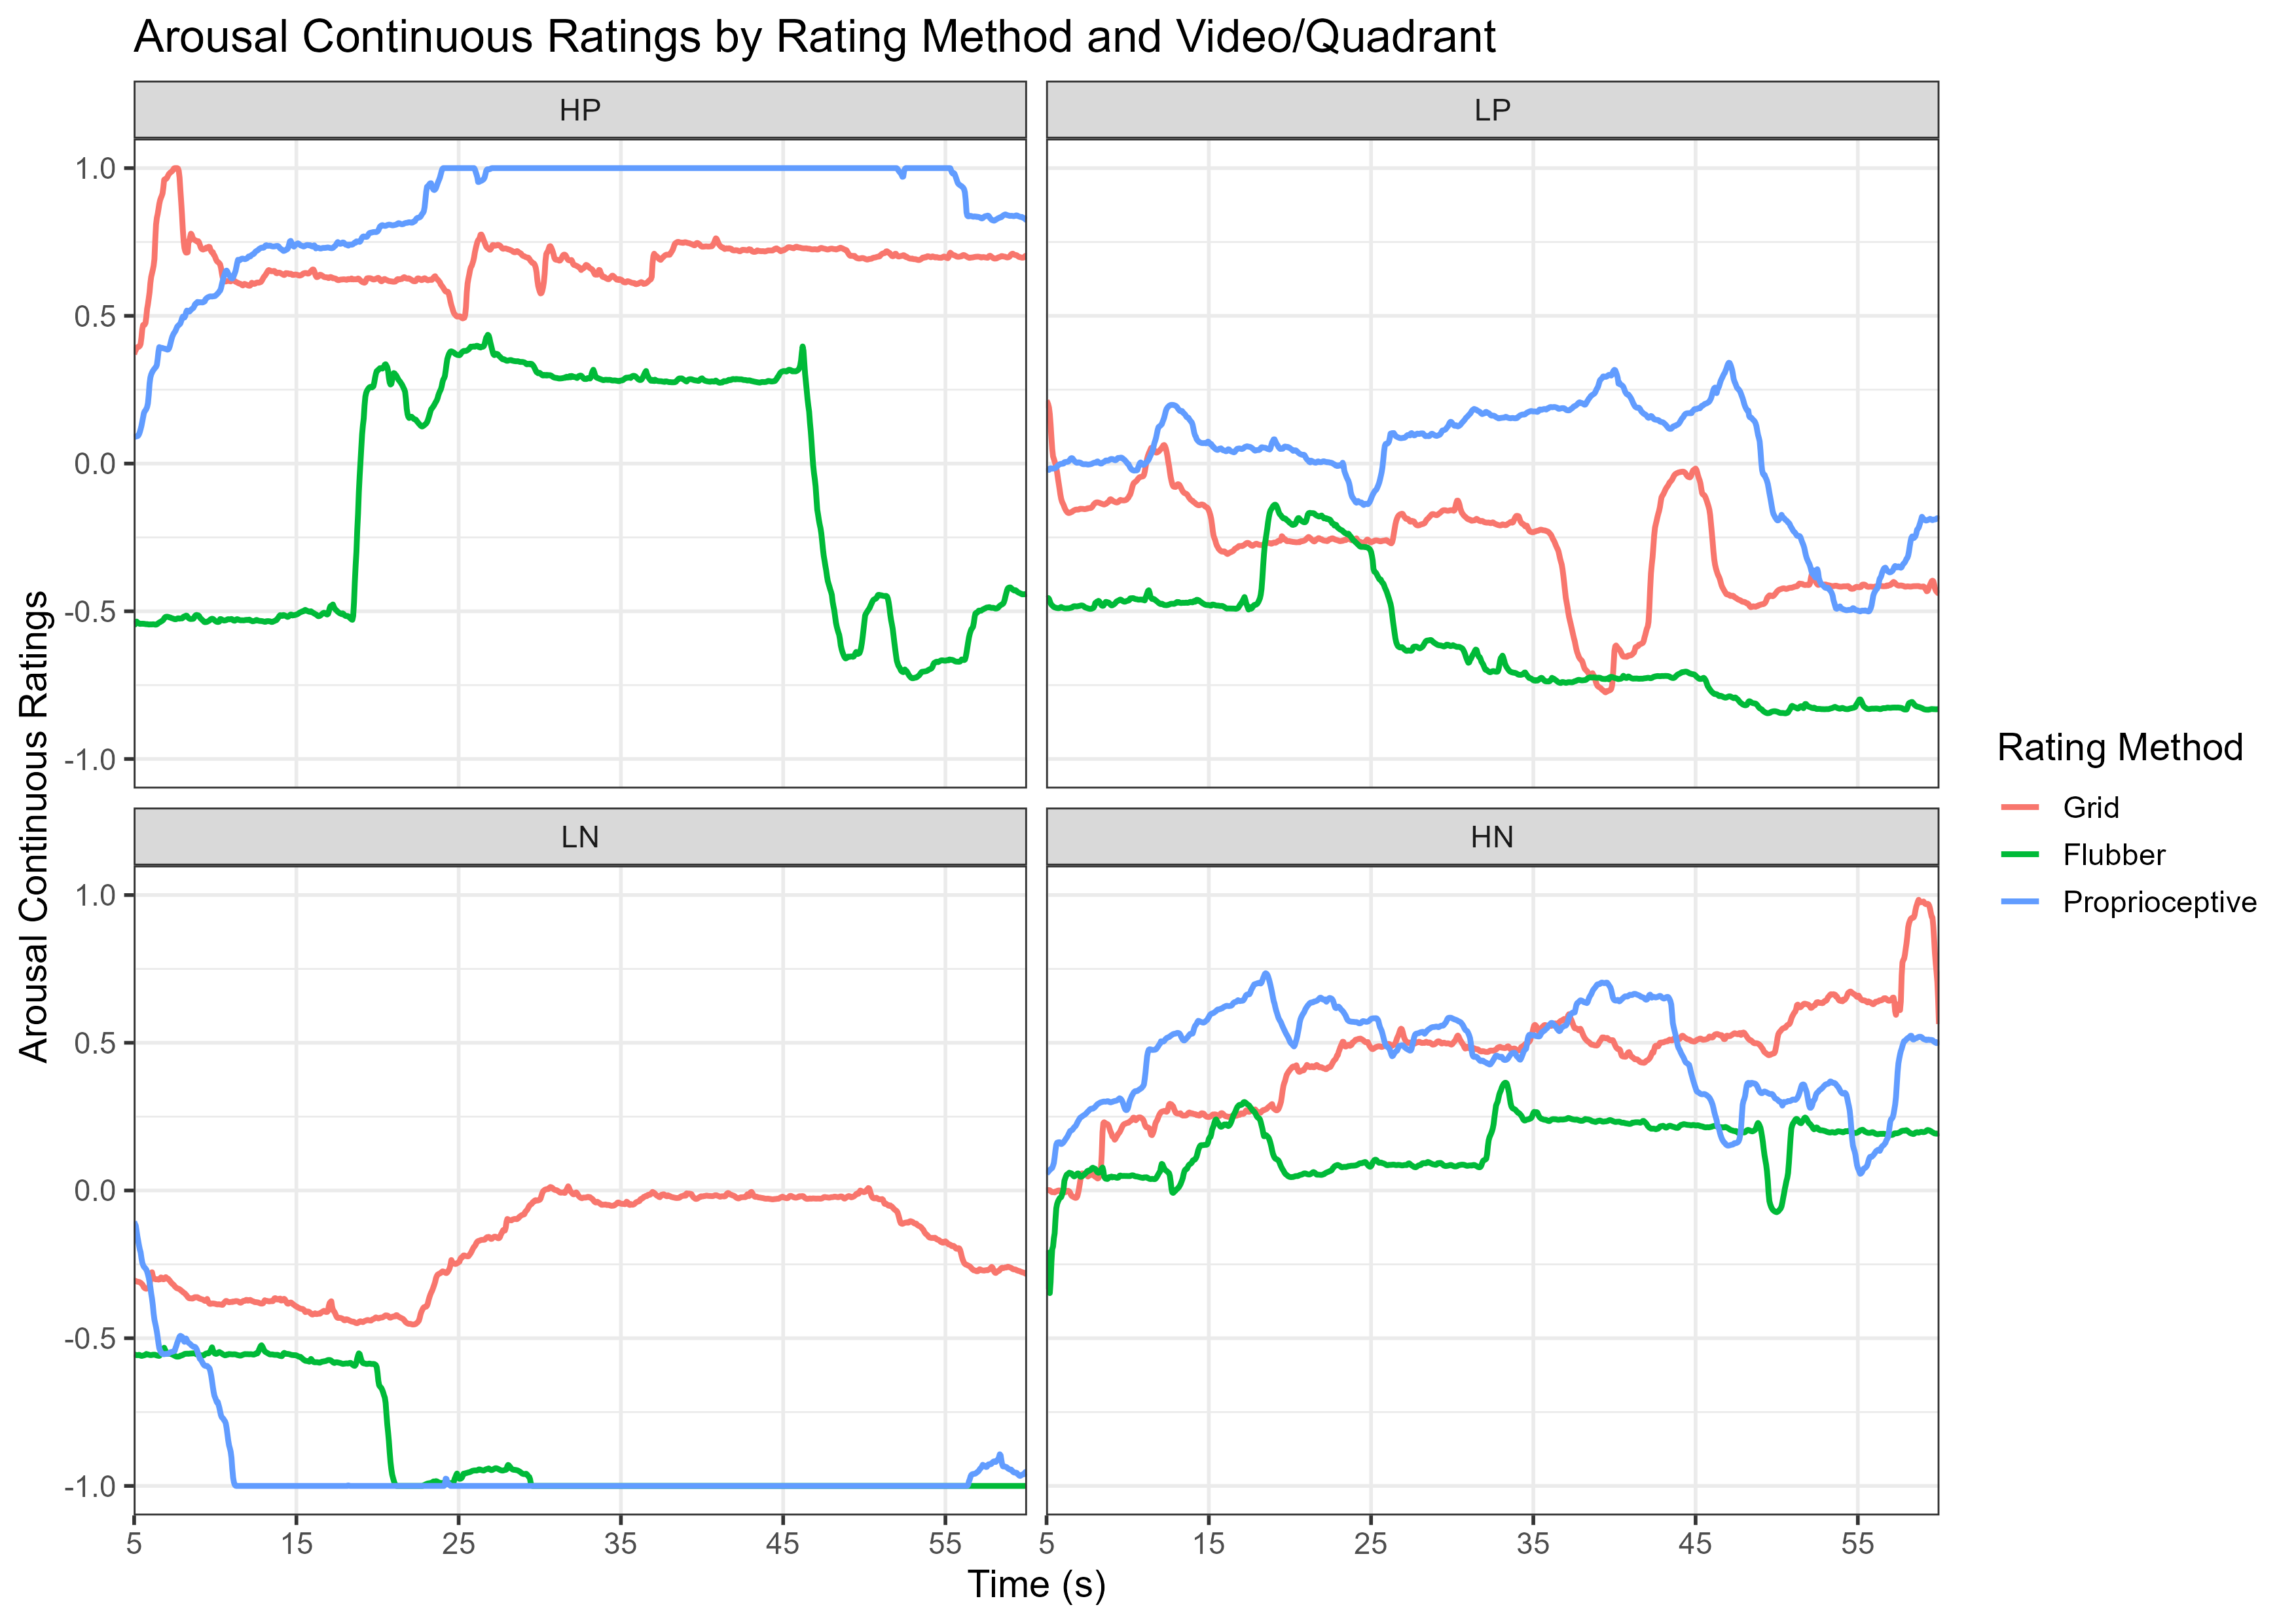 Arousal Continuous Ratings by Rating Method and Video/Quadrant
HP
LP
1.0
0.5
0.0
-0.5
-1.0
LN
HN
1.0
0.5
0.0
-0.5
-1.0
5 15 25 35 45 55
5 15 25 35 45 55
Time (s)
Arousal Continuous Ratings
Rating Method
Grid
Flubber
Proprioceptive